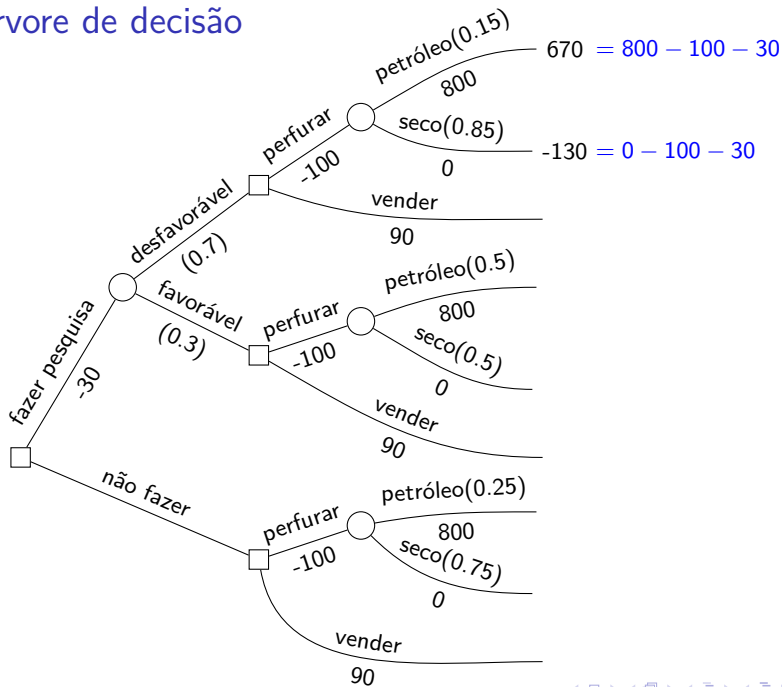 rvore de decisão
petróleo(0.15)
800
670 = 800 − 100 − 30
perfurar
-100
seco(0.85)
0
-130 = 0 − 100 − 30
desfavorável
(0.7)
vender
90
fazer pesquisa
-30
favorável
(0.3)
perfurar
-100
petróleo(0.5)
800
seco(0.5)
0
vender
90
não fazer
perfurar
-100
petróleo(0.25)
800
seco(0.75)
0
vender
90